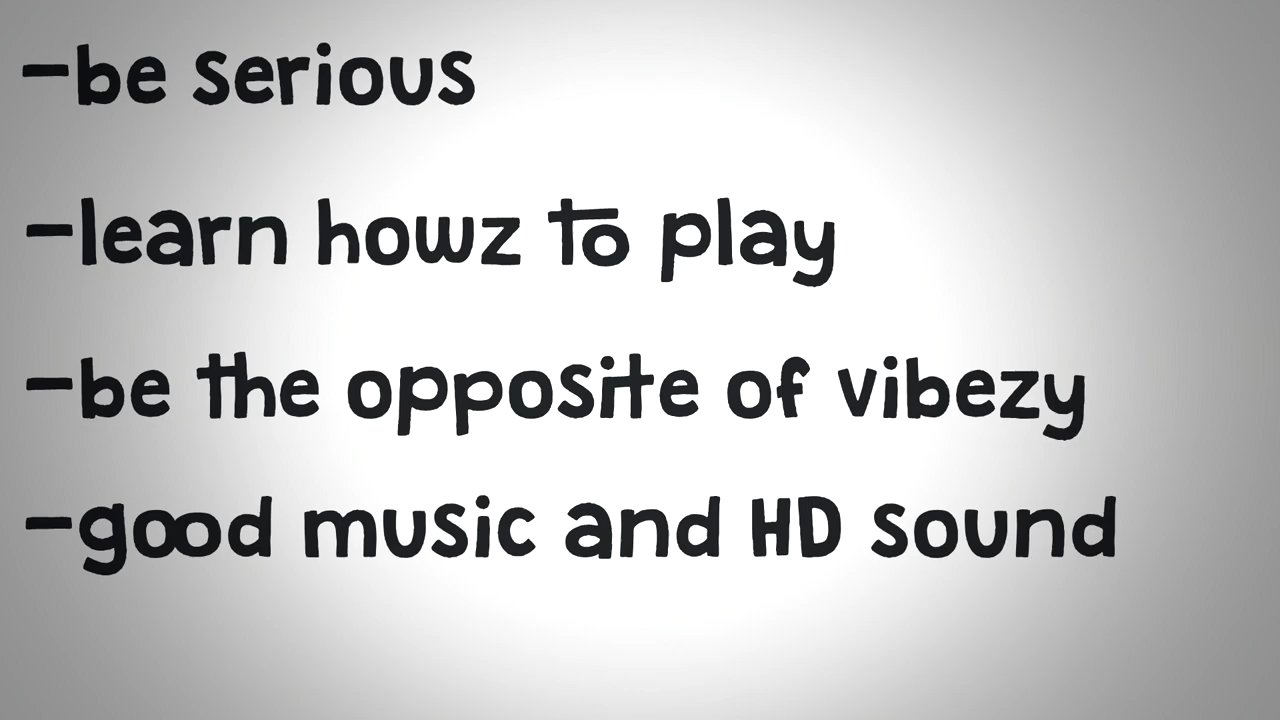 -be serious
-learn howz to play
-be the opposite of vibezy
-good music and HD sound